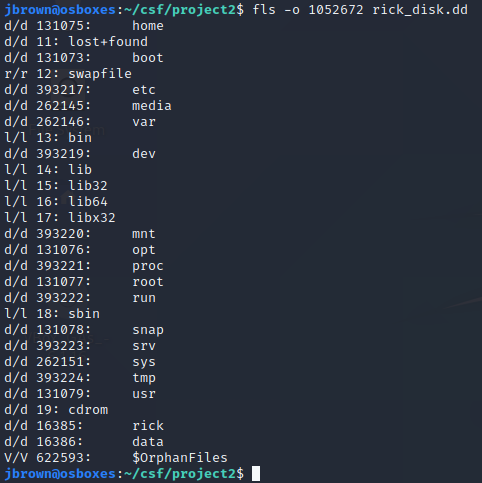 jbrown@osboxes:~/csf/project2$ fls -o 1052672 rick_disk.dd
d/d 131075: home
d/d 11: lost+found
d/d 131073: boot
r/r 12: swapfile
d/d 393217: etc
d/d 262145: media
d/d 262146: var
l/l 13: bin
d/d 393219: dev
l/l 14: lib
l/l 15: lib32
l/l 16: lib64
l/l 17: libx32
d/d 393220: mnt
d/d 131076: opt
d/d 393221: proc
d/d 131077: root
d/d 393222: run
l/l 18: sbin
d/d 131078: snap
d/d 393223: srv
d/d 262151: sys
d/d 393224: tmp
d/d 131079: usr
d/d 19: cdrom
d/d 16385: rick
d/d 16386: data
V/V 622593: $OrphanFiles
jbrown@osboxes:~/csf/project2$